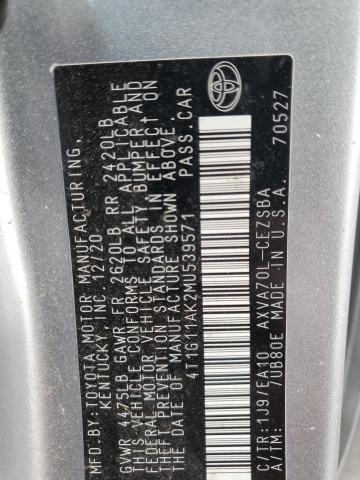 MFD. BY: TOYOTA MOTOR MANUFACTURING,
KENTUCKY, INC. 12/20
GVWR 4475LB GAWR FR 2620LB RR 2420LB
THIS VEHICLE CONFORMS TO ALL APPLICABLE
FEDERAL MOTOR VEHICLE SAFETY, BUMPER, AND
THEFT PREVENTION STANDARDS IN EFFECT ON
THE DATE OF MANUFACTURE SHOWN ABOVE.
4T1G11AK2MU539571 PASS.CAR
C/TR:1J9/EA10 AXVA70L-CEZSBA
A/TM: /UB80E MADE IN U.S.A. 70527